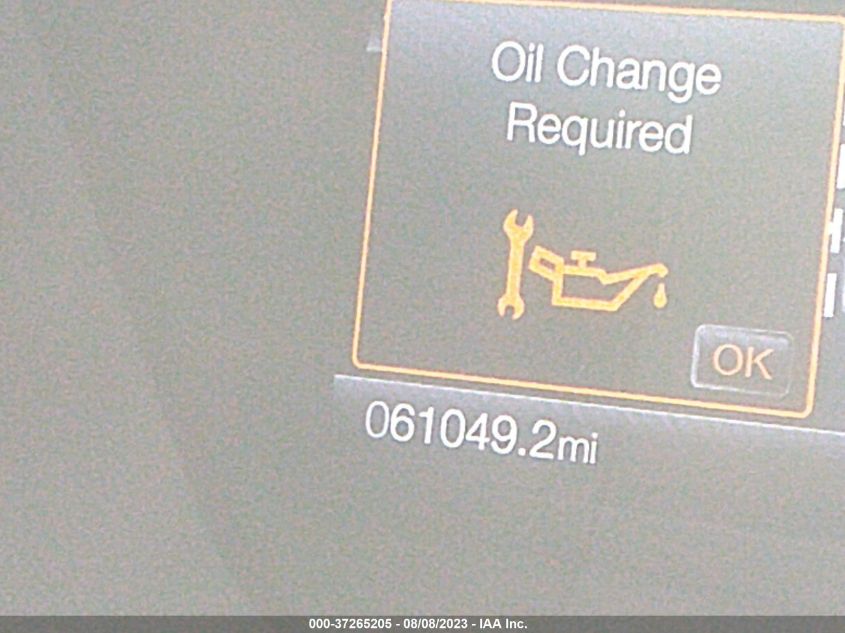 Oil Change
Required
OK
061049.2mi
000-37265205 - 08/08/2023 - IAA Inc.